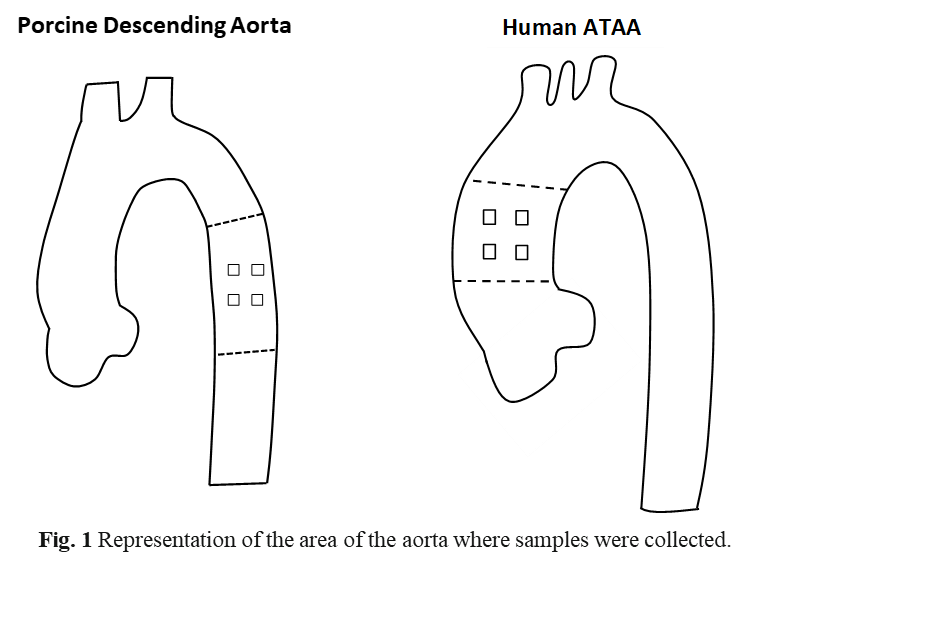 Porcine Descending Aorta
Human ATAA
Fig. 1 Representation of the area of the aorta where samples were collected.